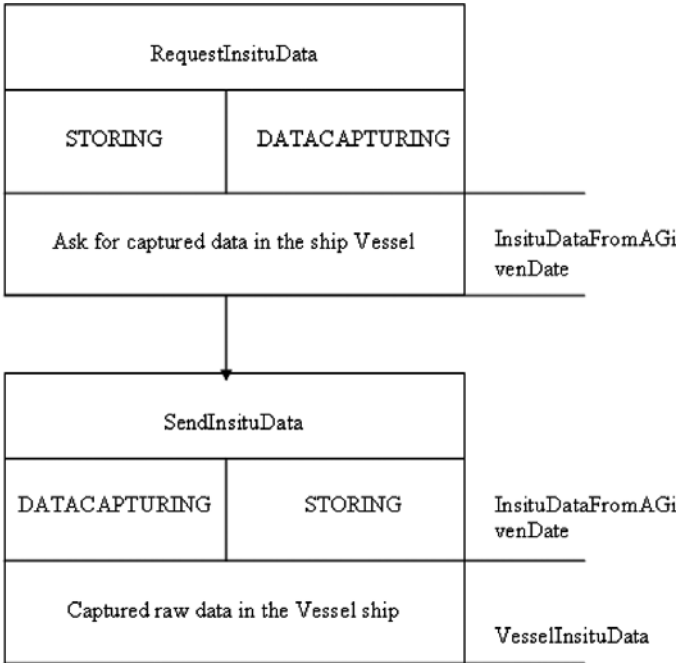 RequestInsituData
STORING DATACAPTURING
Ask for captured data in the ship Vessel
InsituDataFromAGi
venDate
SendInsituData
DATACAPTURING STORING
InsituDataFromAGi
venDate
Captured raw data in the Vessel ship
VesselInsituData